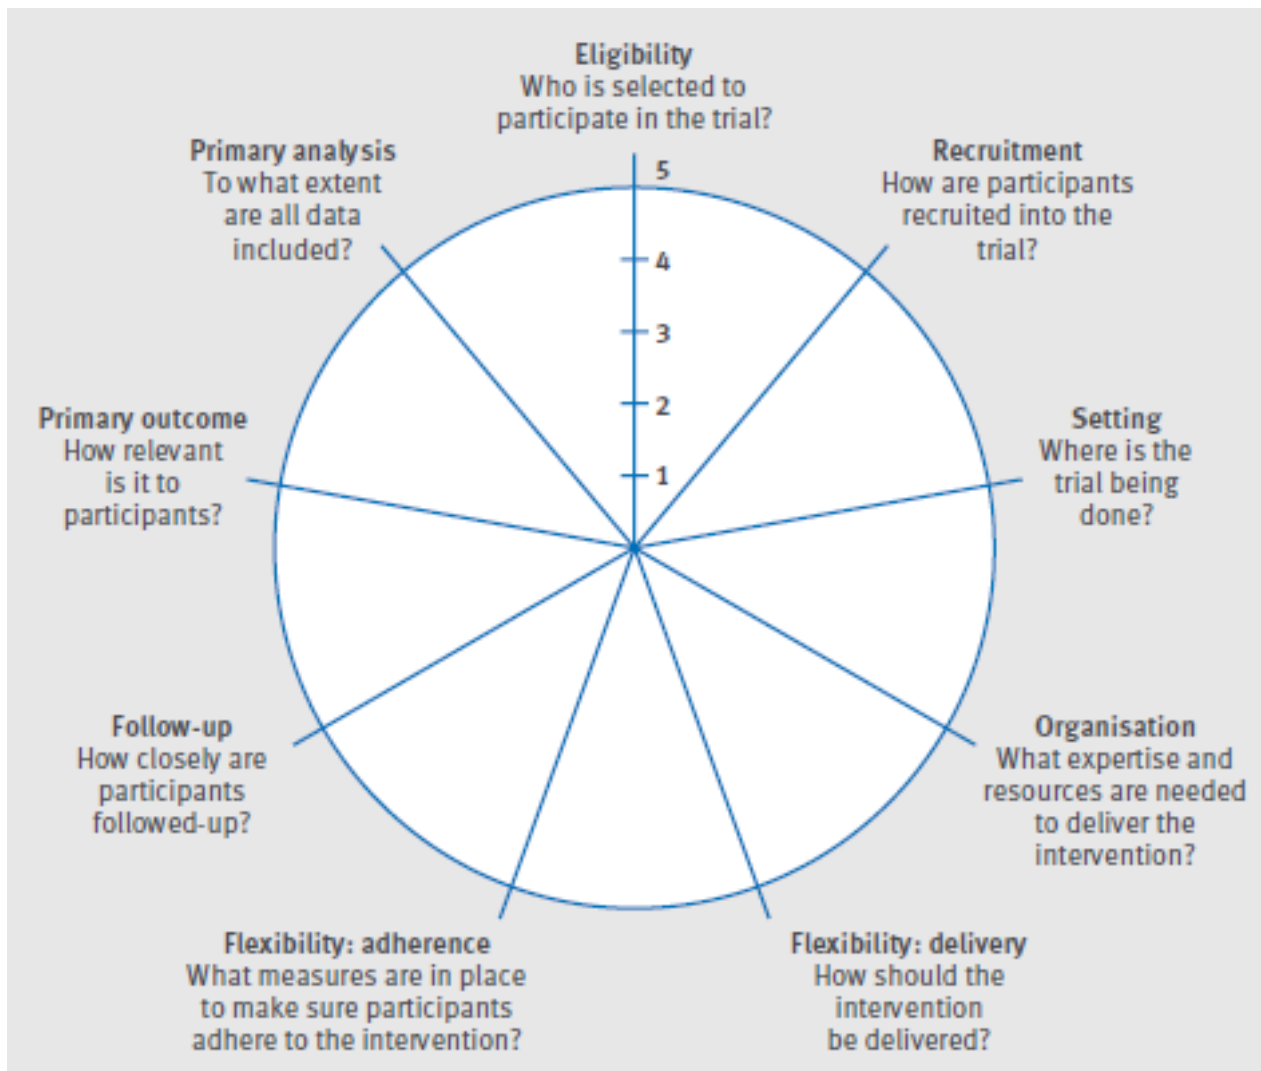 Eligibility
Who is selected to
participate in the trial?
Primary analysis
To what extent
are all data
included?
5
4
3
2
1
Recruitment
How are participants
recruited into the
trial?
Primary outcome
How relevant
is it to
participants?
Setting
Where is the
trial being
done?
Follow-up
How closely are
participants
followed-up?
Organisation
What expertise and
resources are needed
to deliver the
intervention?
Flexibility: adherence
What measures are in place
to make sure participants
adhere to the intervention?
Flexibility: delivery
How should the
intervention
be delivered?